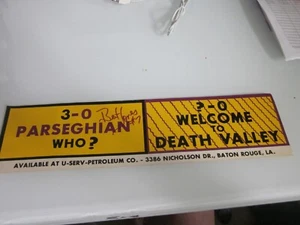 3-0
PARSEGHIAN
WHO?
?-0
WELCOME
TO
DEATH VALLEY
AVAILABLE AT U-SERV-PETROLEUM CO. - 3386 NICHOLSON DR., BATON ROUGE, LA.